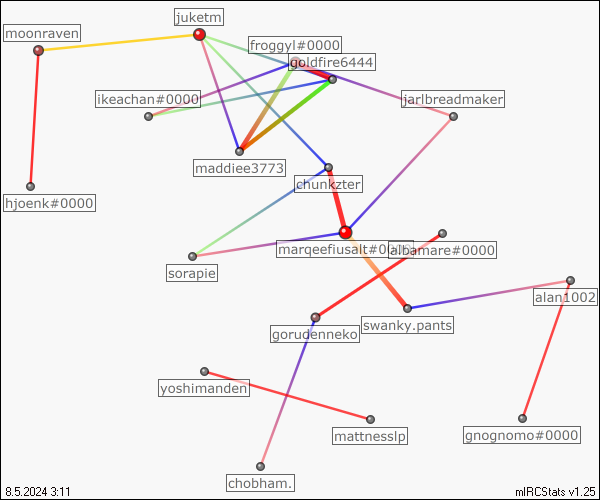 juketm
moonraven
froggyl#0000
goldfire6444
ikeachan#0000
jarlbreadmaker
maddiee3773
chunkzter
hjoenk#0000
marqeefiusalt#0000
albamare#0000
sorapie
alan1002
swanky.pants
gorudenneko
yoshimanden
mattnesslp
gnognomo#0000
chobham.
8.5.2024 3:11
mIRCStats v1.25